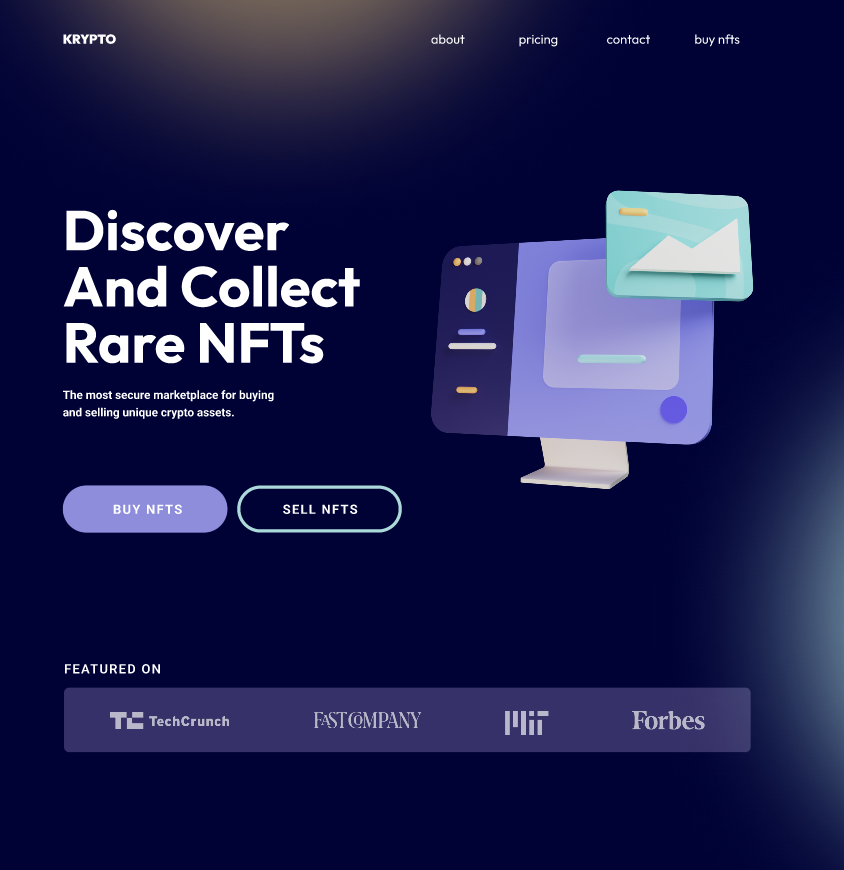 KRYPTO
about
pricing
contact
buy nfts
Discover
And Collect
Rare NFTs
The most secure marketplace for buying
and selling unique crypto assets.
BUY NFTS
SELL NFTS
FEATURED ON
TC TechCrunch
FAST COMPANY
MIT
Forbes